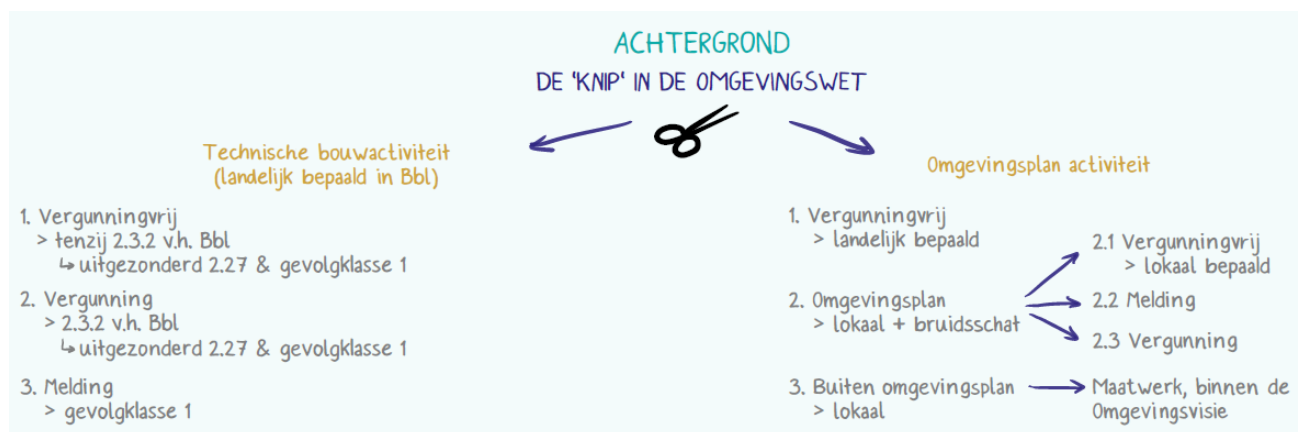 ACHTERGROND
DE 'KNIP' IN DE OMGEVINGSWET
Technische bouwactiviteit
(landelijk bepaald in Bbl)
1. Vergunningvrij
> tenzij 2.3.2 v.h. Bbl
↳ uitgezonderd 2.27 & gevolgklasse 1
2. Vergunning
> 2.3.2 v.h. Bbl
↳ uitgezonderd 2.27 & gevolgklasse 1
3. Melding
> gevolgklasse 1
Omgevingsplan activiteit
1. Vergunningvrij
> landelijk bepaald
2. Omgevingsplan
> lokaal + bruidsschat
2.1 Vergunningvrij
> lokaal bepaald
2.2 Melding
2.3 Vergunning
3. Buiten omgevingsplan
> lokaal
Maatwerk, binnen de
Omgevingsvisie